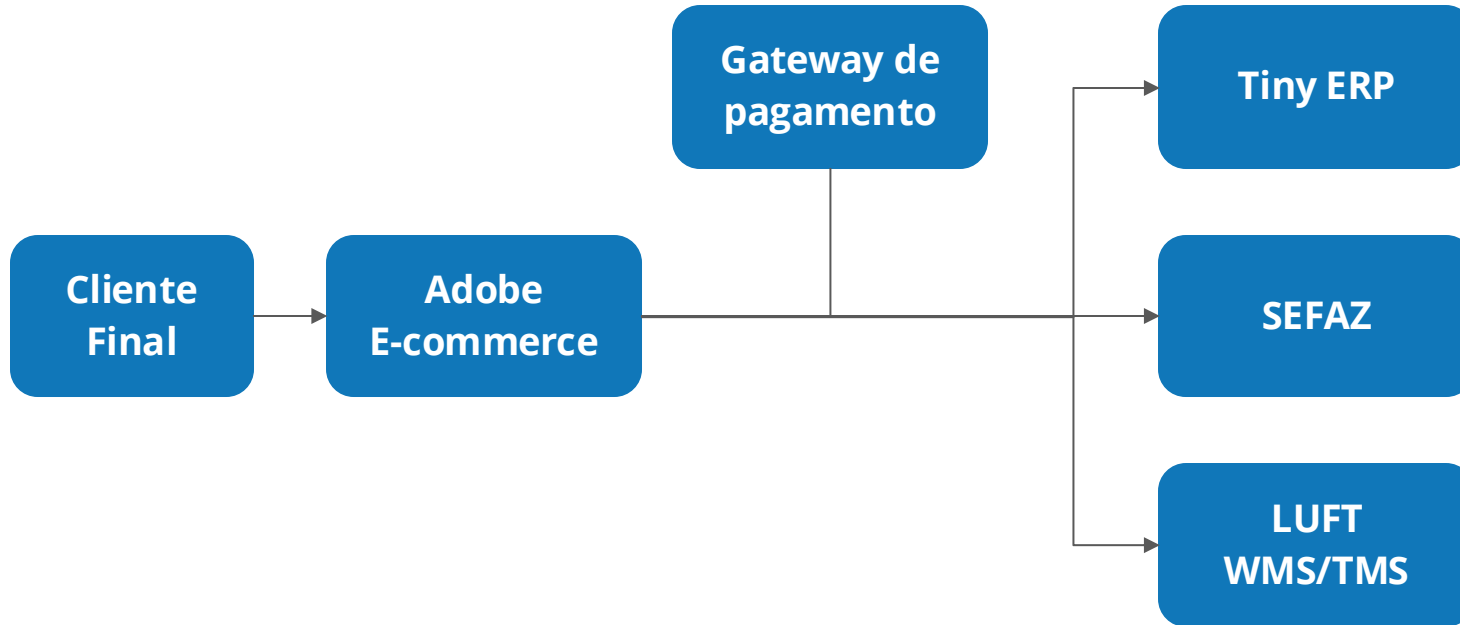 Gateway de
pagamento
Tiny ERP
Cliente
Final
Adobe
E-commerce
SEFAZ
LUFT
WMS/TMS